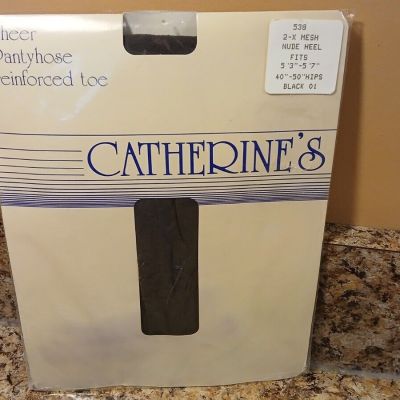 heer
Pantyhose
reinforced toe
538
2-X MESH
NUDE HEEL
FITS
5'3"-5'7"
40"-50"HIPS
BLACK 01
CATHERINE'S